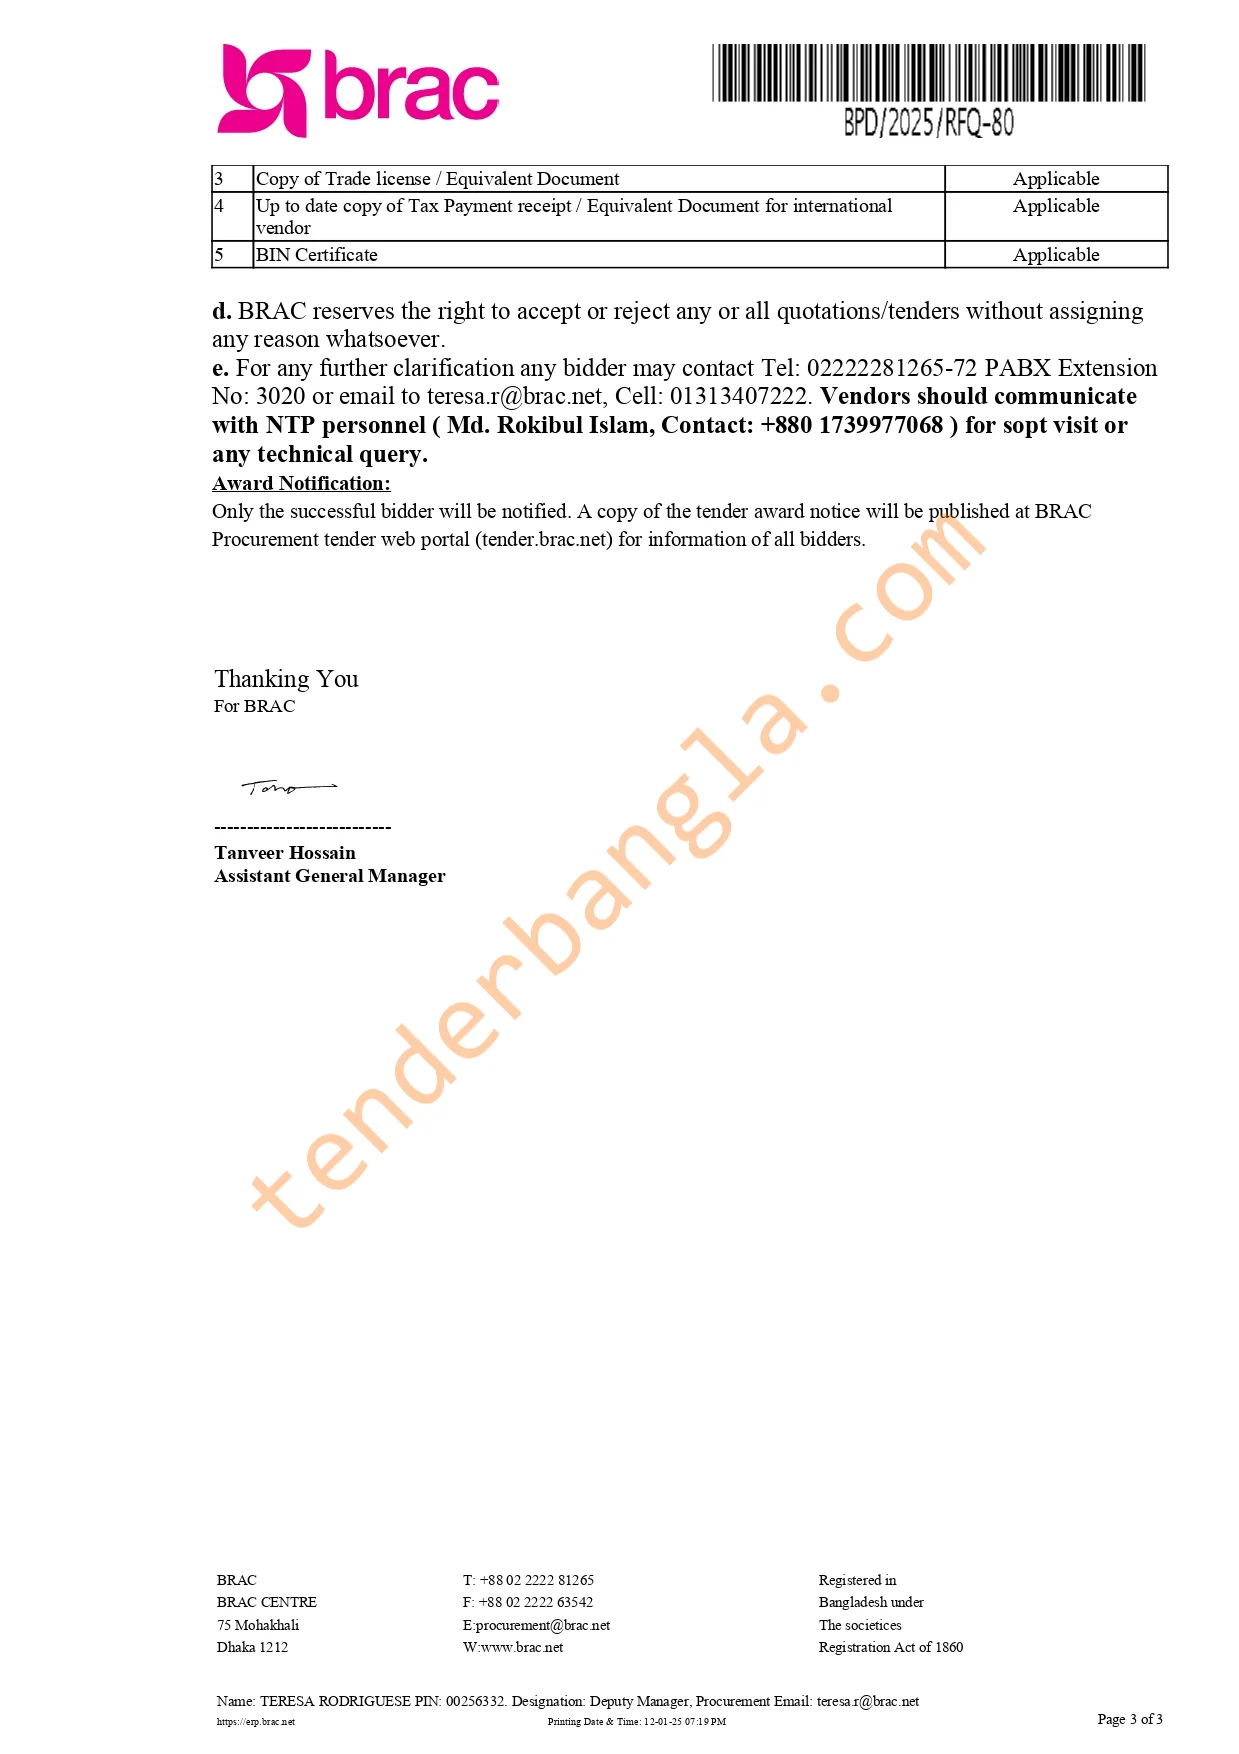 brac
BPD/2025/RFQ-80
3 Copy of Trade license / Equivalent Document Applicable
4 Up to date copy of Tax Payment receipt / Equivalent Document for international Applicable
vendor
5 BIN Certificate Applicable
d. BRAC reserves the right to accept or reject any or all quotations/tenders without assigning
any reason whatsoever.
e. For any further clarification any bidder may contact Tel: 02222281265-72 PABX Extension
No: 3020 or email to teresa.r@brac.net, Cell: 01313407222. Vendors should communicate
with NTP personnel ( Md. Rokibul Islam, Contact: +880 1739977068 ) for sopt visit or
any technical query.
Award Notification:
Only the successful bidder will be notified. A copy of the tender award notice will be published at BRAC
Procurement tender web portal (tender.brac.net) for information of all bidders.
Thanking You
For BRAC
---------------------------
Tanveer Hossain
Assistant General Manager
tenderbangla.com
BRAC T: +88 02 2222 81265 Registered in
BRAC CENTRE F: +88 02 2222 63542 Bangladesh under
75 Mohakhali E:procurement@brac.net The societices
Dhaka 1212 W:www.brac.net Registration Act of 1860
Name: TERESA RODRIGUESE PIN: 00256332. Designation: Deputy Manager, Procurement Email: teresa.r@brac.net
https://erp.brac.net Printing Date & Time: 12-01-25 07:19 PM Page 3 of 3